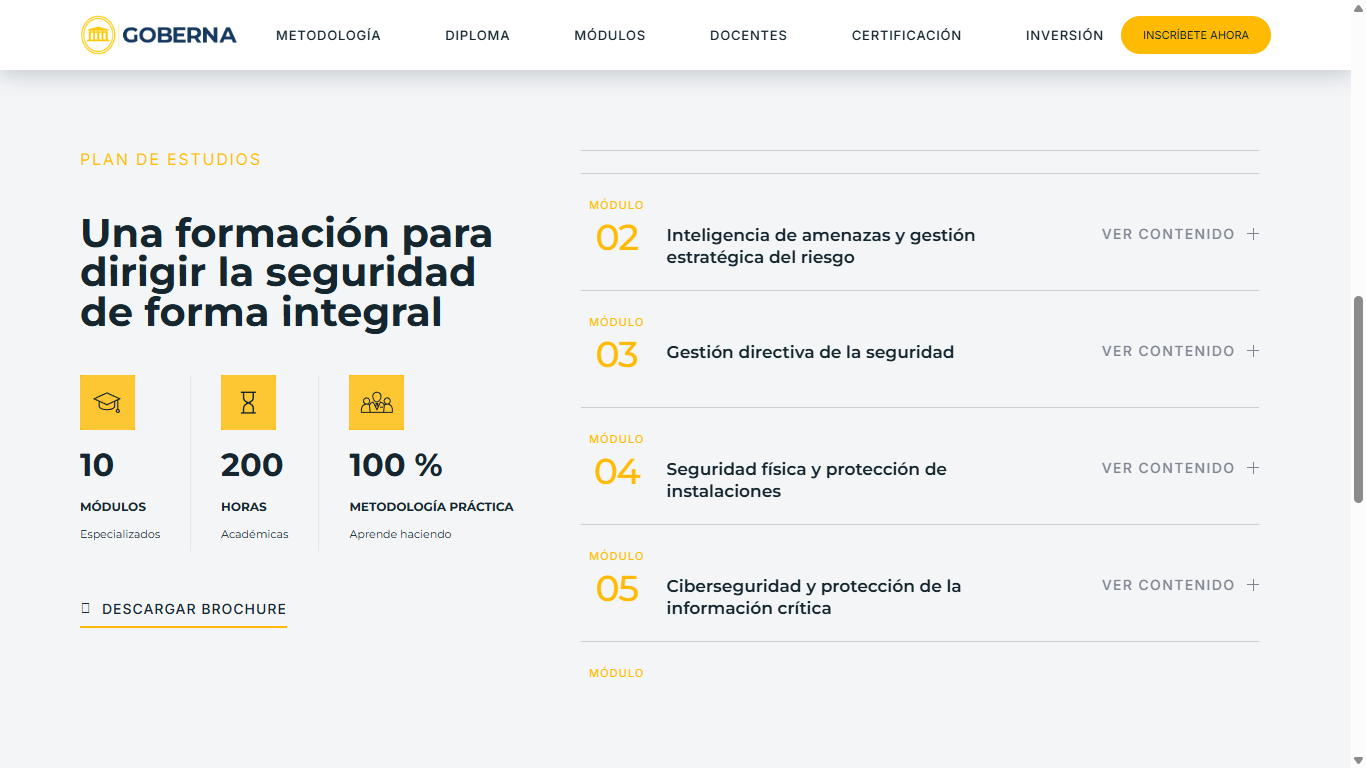 GOBERNA
METODOLOGÍA
DIPLOMA
MÓDULOS
DOCENTES
CERTIFICACIÓN
INVERSIÓN
INSCRÍBETE AHORA
PLAN DE ESTUDIOS
Una formación para
dirigir la seguridad
de forma integral
10
MÓDULOS
Especializados
200
HORAS
Académicas
100 %
METODOLOGÍA PRÁCTICA
Aprende haciendo
DESCARGAR BROCHURE
MÓDULO
02
Inteligencia de amenazas y gestión
estratégica del riesgo
VER CONTENIDO
MÓDULO
03
Gestión directiva de la seguridad
VER CONTENIDO
MÓDULO
04
Seguridad física y protección de
instalaciones
VER CONTENIDO
MÓDULO
05
Ciberseguridad y protección de la
información crítica
VER CONTENIDO
MÓDULO